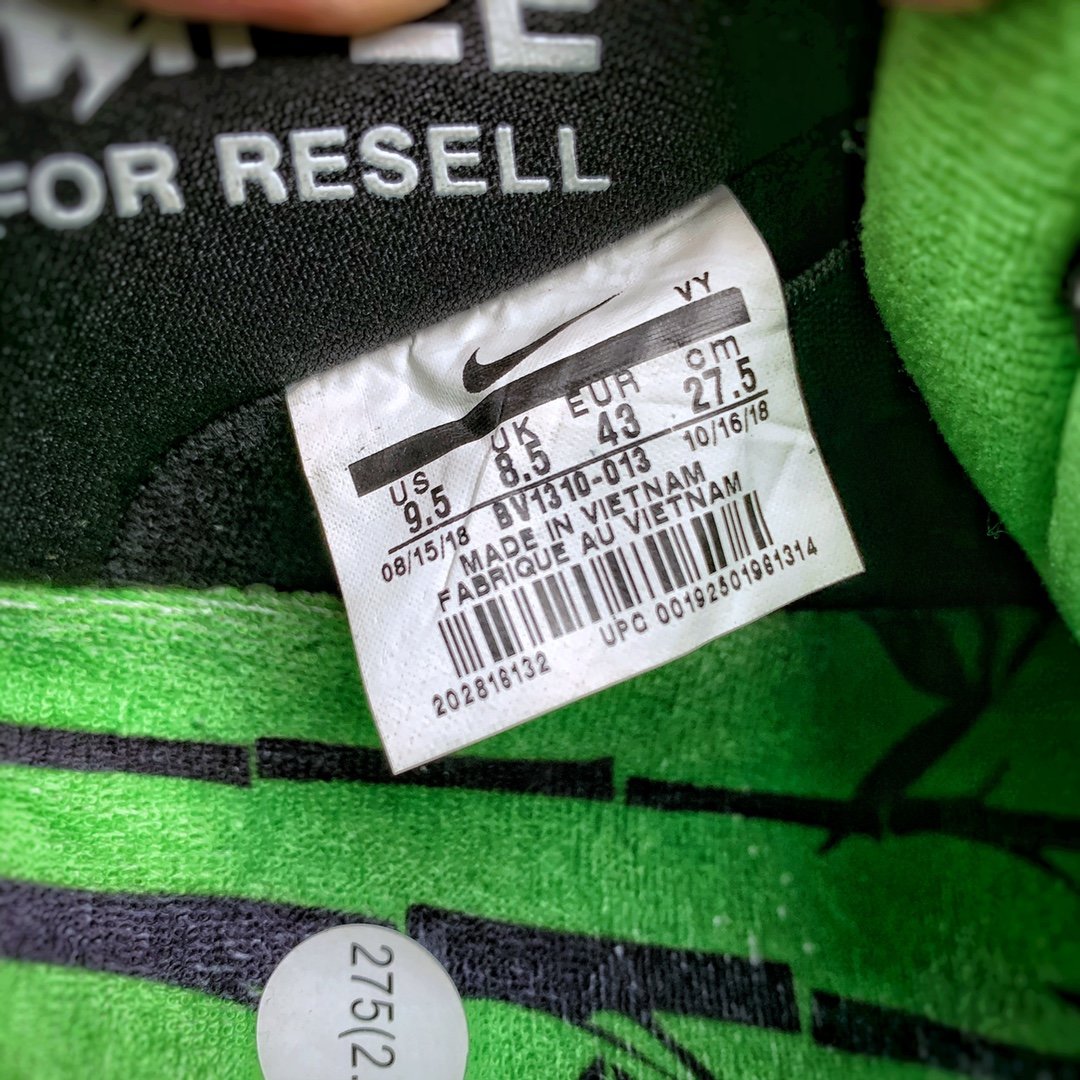 FOR RESELL
VY
US UK EUR cm
9.5 8.5 43 27.5
08/15/18 BV1310-013 10/16/18
MADE IN VIETNAM
FABRIQUE AU VIETNAM
202816132 UPC 00192501991314
275(2.